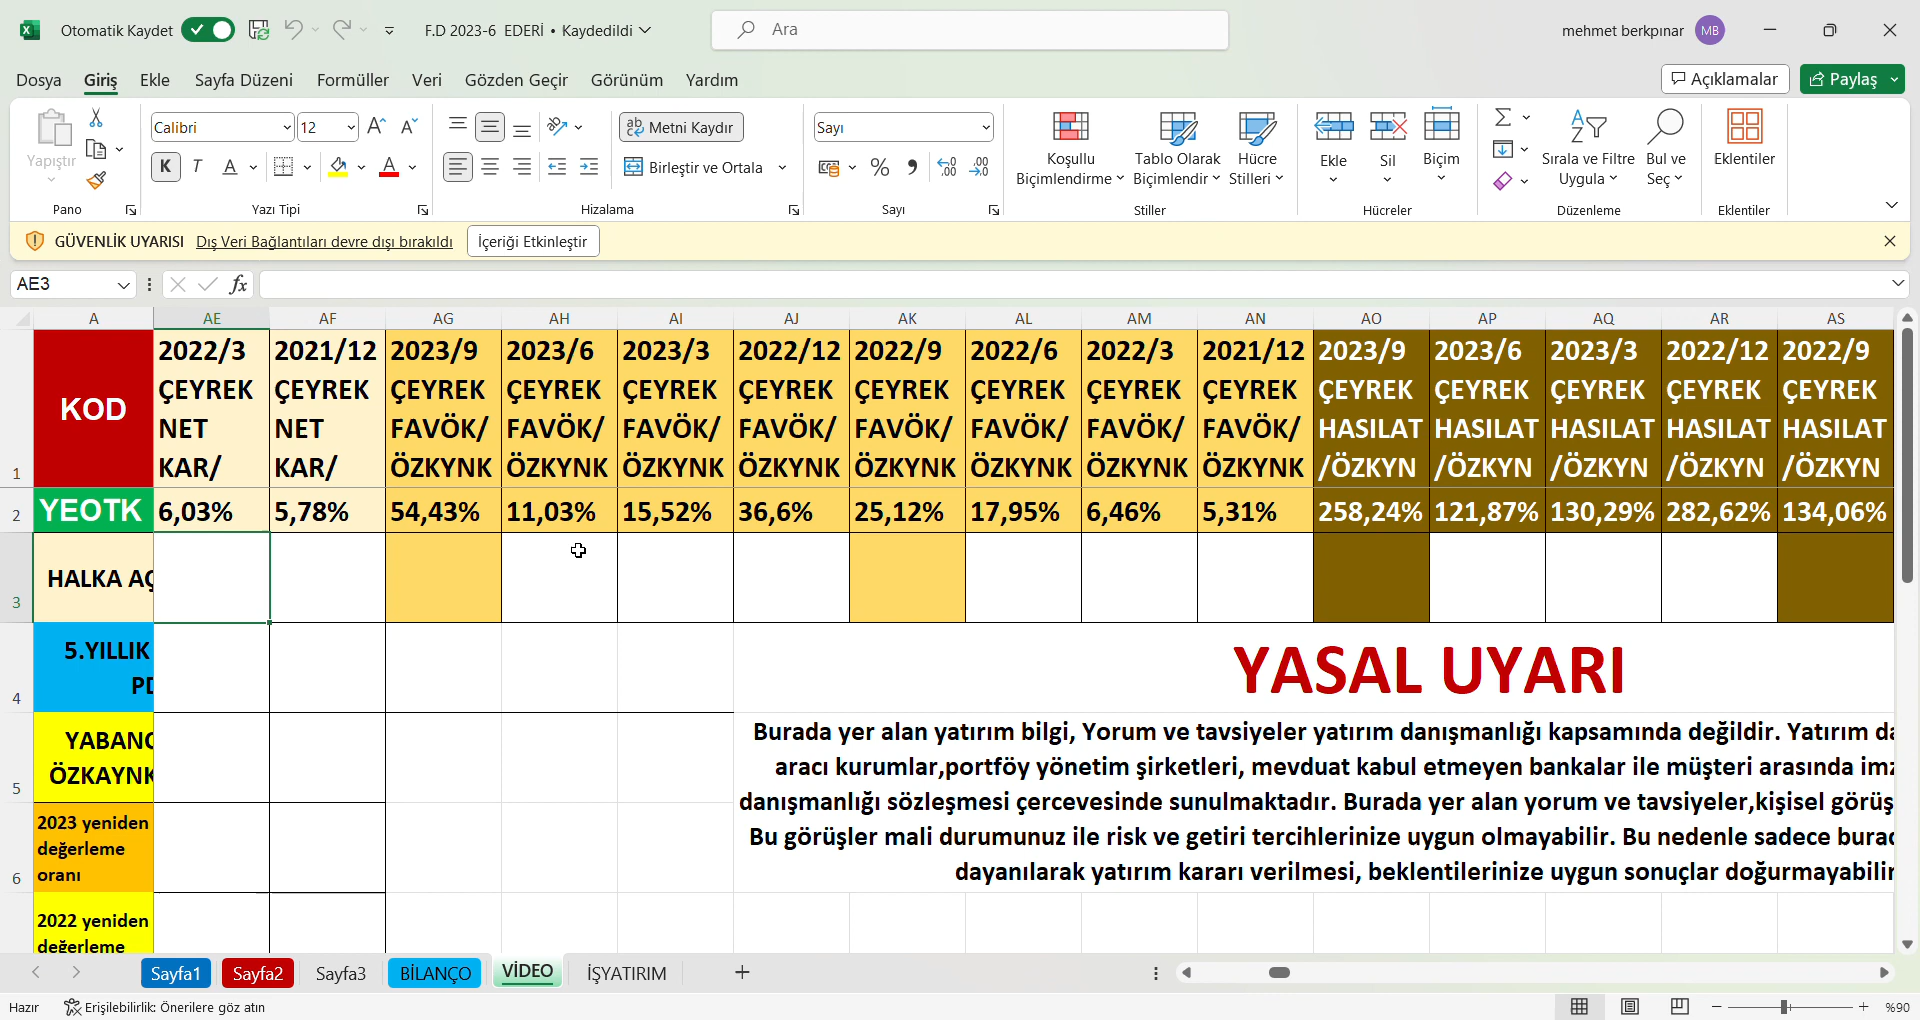 Otomatik Kaydet
F.D 2023-6 EDERİ • Kaydedildi
Ara
mehmet berkpınar MB
Dosya Giriş Ekle Sayfa Düzeni Formüller Veri Gözden Geçir Görünüm Yardım
Açıklamalar Paylaş
Yapıştır
Calibri 12
K T A A
Metni Kaydır
Birleştir ve Ortala
Sayı
Koşullu Biçimlendirme
Tablo Olarak Biçimlendir
Hücre Stilleri
Ekle Sil Biçim
Sırala ve Filtre Uygula
Bul ve Seç
Eklentiler
Pano Yazı Tipi Hizalama Sayı Stiller Hücreler Düzenleme Eklentiler
GÜVENLİK UYARISI Dış Veri Bağlantıları devre dışı bırakıldı İçeriği Etkinleştir
AE3 fx
A AE AF AG AH AI AJ AK AL AM AN AO AP AQ AR AS
KOD 2022/3 2021/12 2023/9 2023/6 2023/3 2022/12 2022/9 2022/6 2022/3 2021/12 2023/9 2023/6 2023/3 2022/12 2022/9
ÇEYREK ÇEYREK ÇEYREK ÇEYREK ÇEYREK ÇEYREK ÇEYREK ÇEYREK ÇEYREK ÇEYREK ÇEYREK ÇEYREK ÇEYREK ÇEYREK ÇEYREK
NET NET FAVÖK/ FAVÖK/ FAVÖK/ FAVÖK/ FAVÖK/ FAVÖK/ FAVÖK/ FAVÖK/ HASILAT HASILAT HASILAT HASILAT HASILAT
1 KAR/ KAR/ ÖZKYNK ÖZKYNK ÖZKYNK ÖZKYNK ÖZKYNK ÖZKYNK ÖZKYNK ÖZKYNK /ÖZKYN /ÖZKYN /ÖZKYN /ÖZKYN /ÖZKYN
2 YEOTK 6,03% 5,78% 54,43% 11,03% 15,52% 36,6% 25,12% 17,95% 6,46% 5,31% 258,24% 121,87% 130,29% 282,62% 134,06%
3 HALKA AÇ
4 5.YILLIK
PD
YASAL UYARI
5 YABANC
ÖZKAYNK
6 2023 yeniden
değerleme
oranı
Burada yer alan yatırım bilgi, Yorum ve tavsiyeler yatırım danışmanlığı kapsamında değildir. Yatırım da
aracı kurumlar,portföy yönetim şirketleri, mevduat kabul etmeyen bankalar ile müşteri arasında imz
danışmanlığı sözleşmesi çercevesinde sunulmaktadır. Burada yer alan yorum ve tavsiyeler,kişisel görüş
Bu görüşler mali durumunuz ile risk ve getiri tercihlerinize uygun olmayabilir. Bu nedenle sadece burad
dayanılarak yatırım kararı verilmesi, beklentilerinize uygun sonuçlar doğurmayabilir
2022 yeniden
değerleme
Sayfa1 Sayfa2 Sayfa3 BİLANÇO VİDEO İŞYATIRIM
Hazır Erişilebilirlik: Önerilere göz atın %90